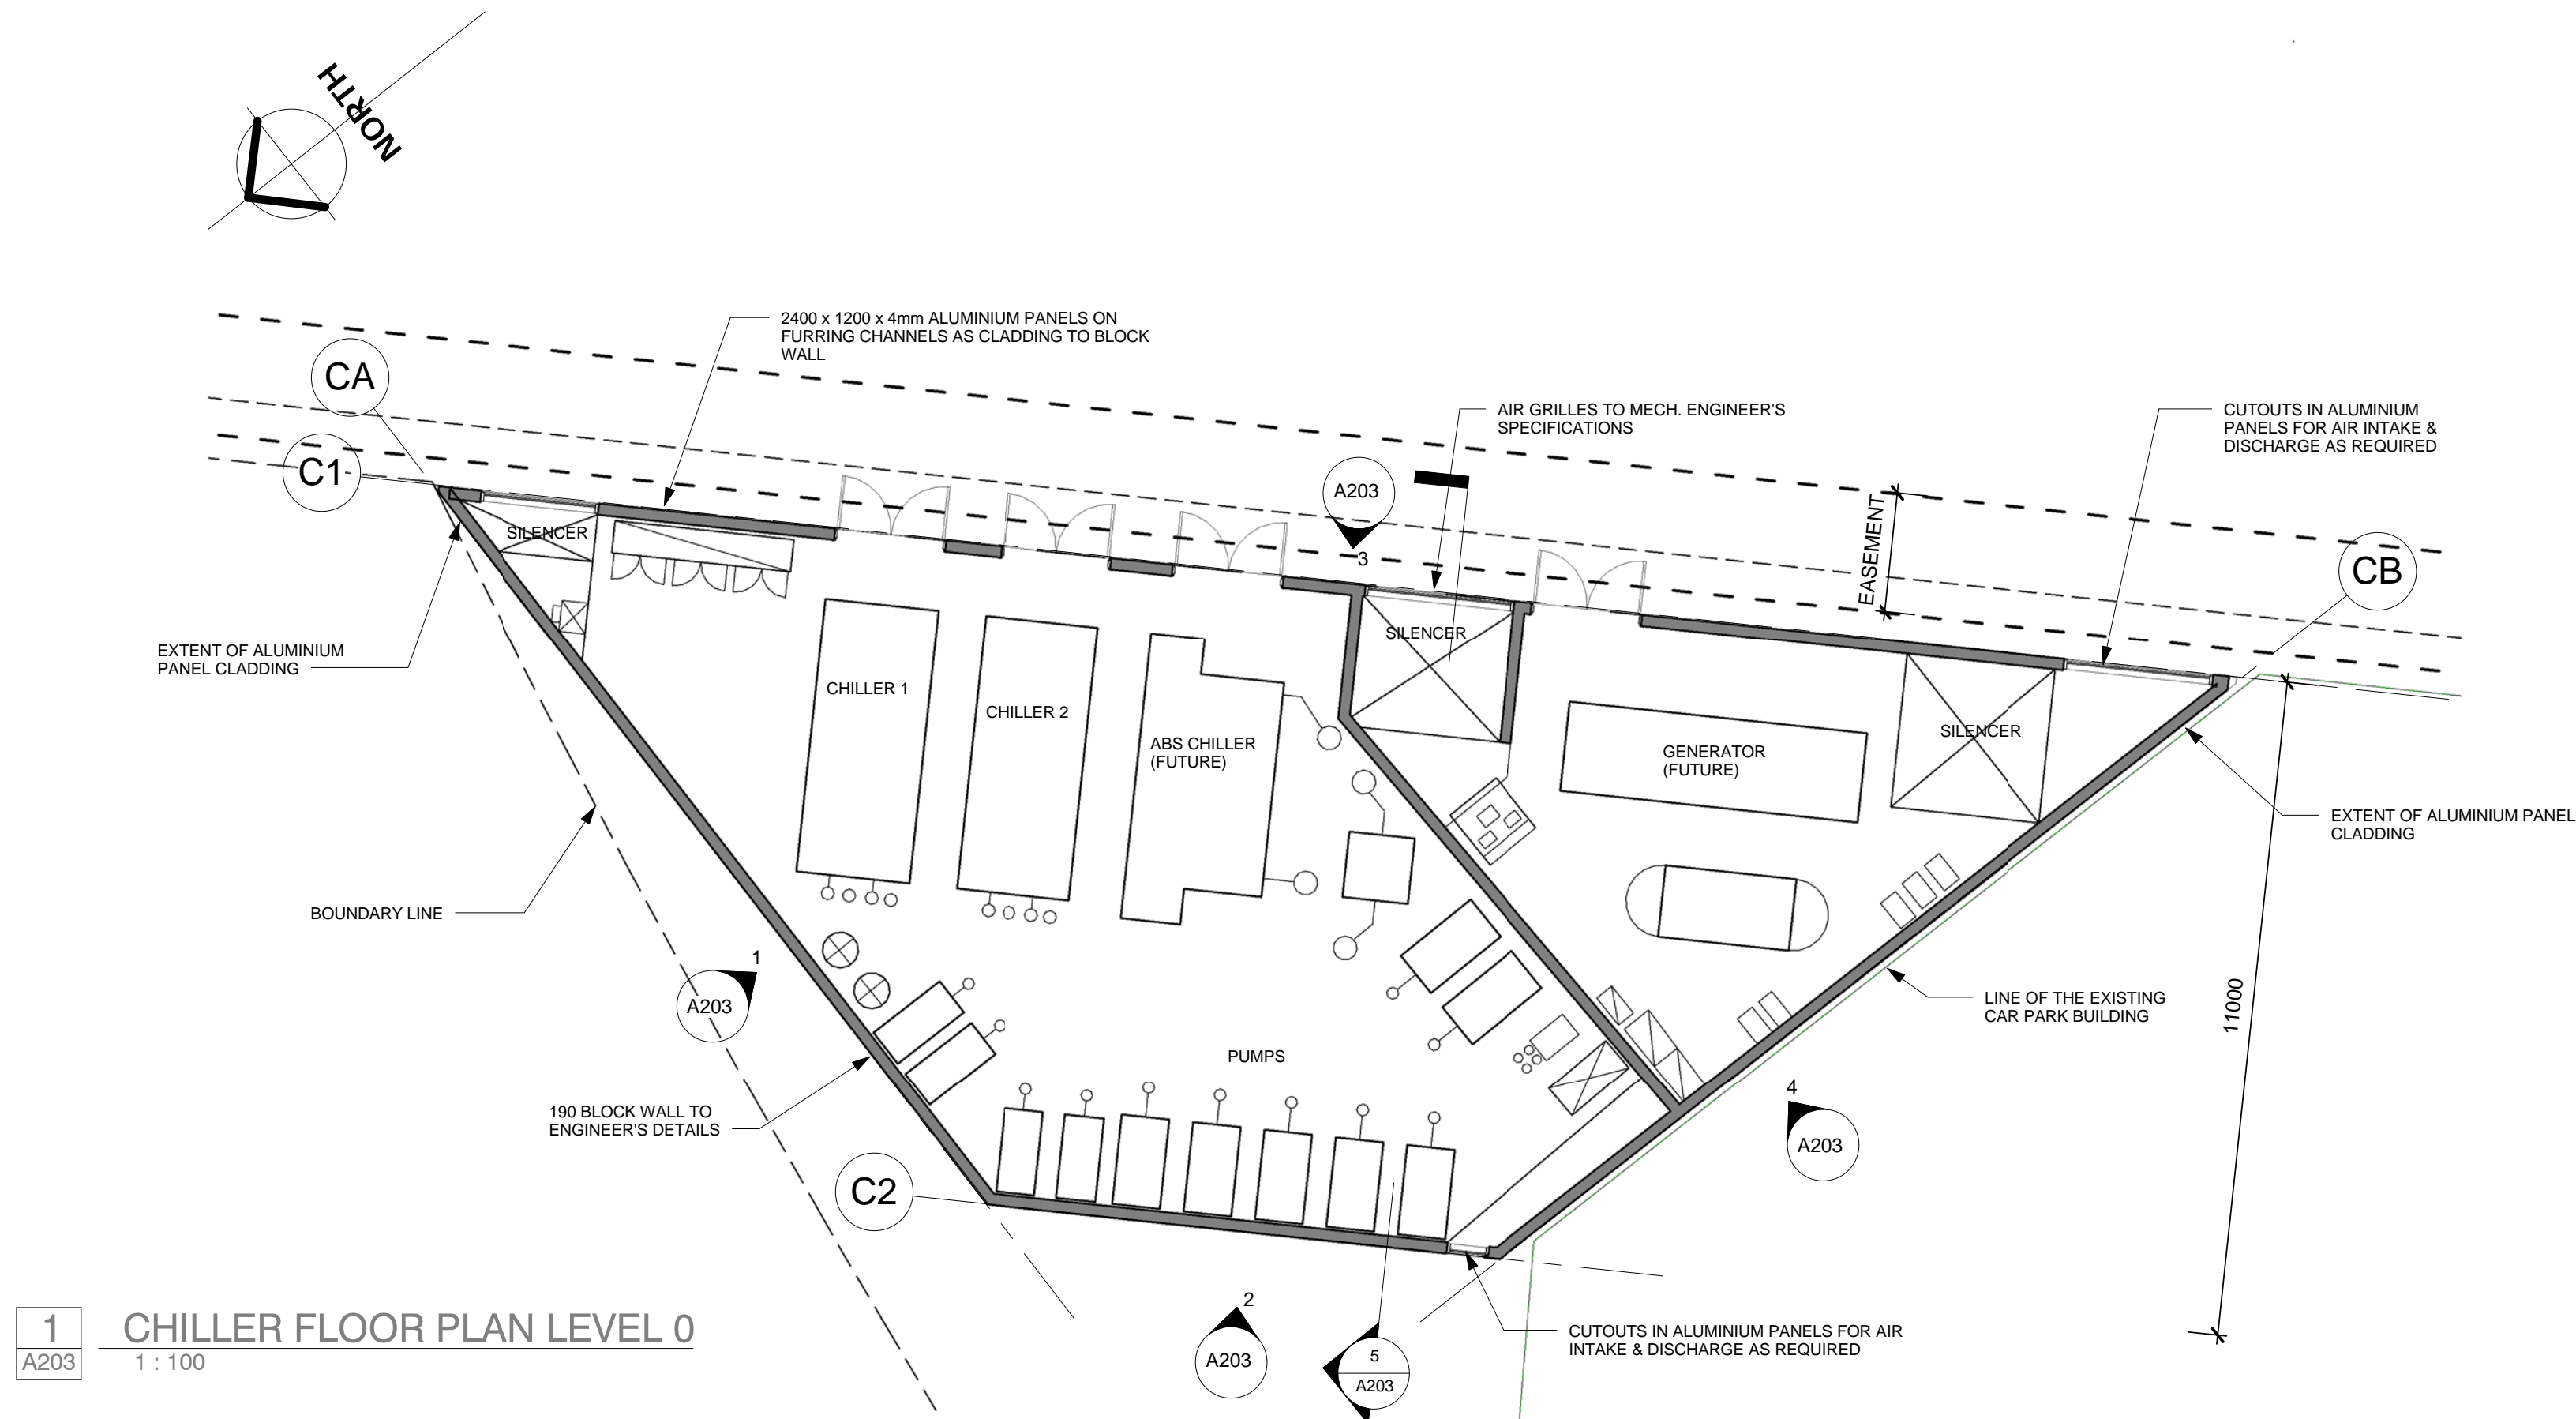 NORTH
2400 x 1200 x 4mm ALUMINIUM PANELS ON
FURRING CHANNELS AS CLADDING TO BLOCK
WALL
CA
C1
AIR GRILLES TO MECH. ENGINEER'S
SPECIFICATIONS
CUTOUTS IN ALUMINIUM
PANELS FOR AIR INTAKE &
DISCHARGE AS REQUIRED
A203
3
EASEMENT
CB
SILENCER
SILENCER
SILENCER
EXTENT OF ALUMINIUM
PANEL CLADDING
CHILLER 1
CHILLER 2
ABS CHILLER
(FUTURE)
GENERATOR
(FUTURE)
EXTENT OF ALUMINIUM PANEL
CLADDING
BOUNDARY LINE
1
A203
LINE OF THE EXISTING
CAR PARK BUILDING
11000
PUMPS
190 BLOCK WALL TO
ENGINEER'S DETAILS
4
A203
C2
2
A203
5
A203
CUTOUTS IN ALUMINIUM PANELS FOR AIR
INTAKE & DISCHARGE AS REQUIRED
1
A203
CHILLER FLOOR PLAN LEVEL 0
1 : 100